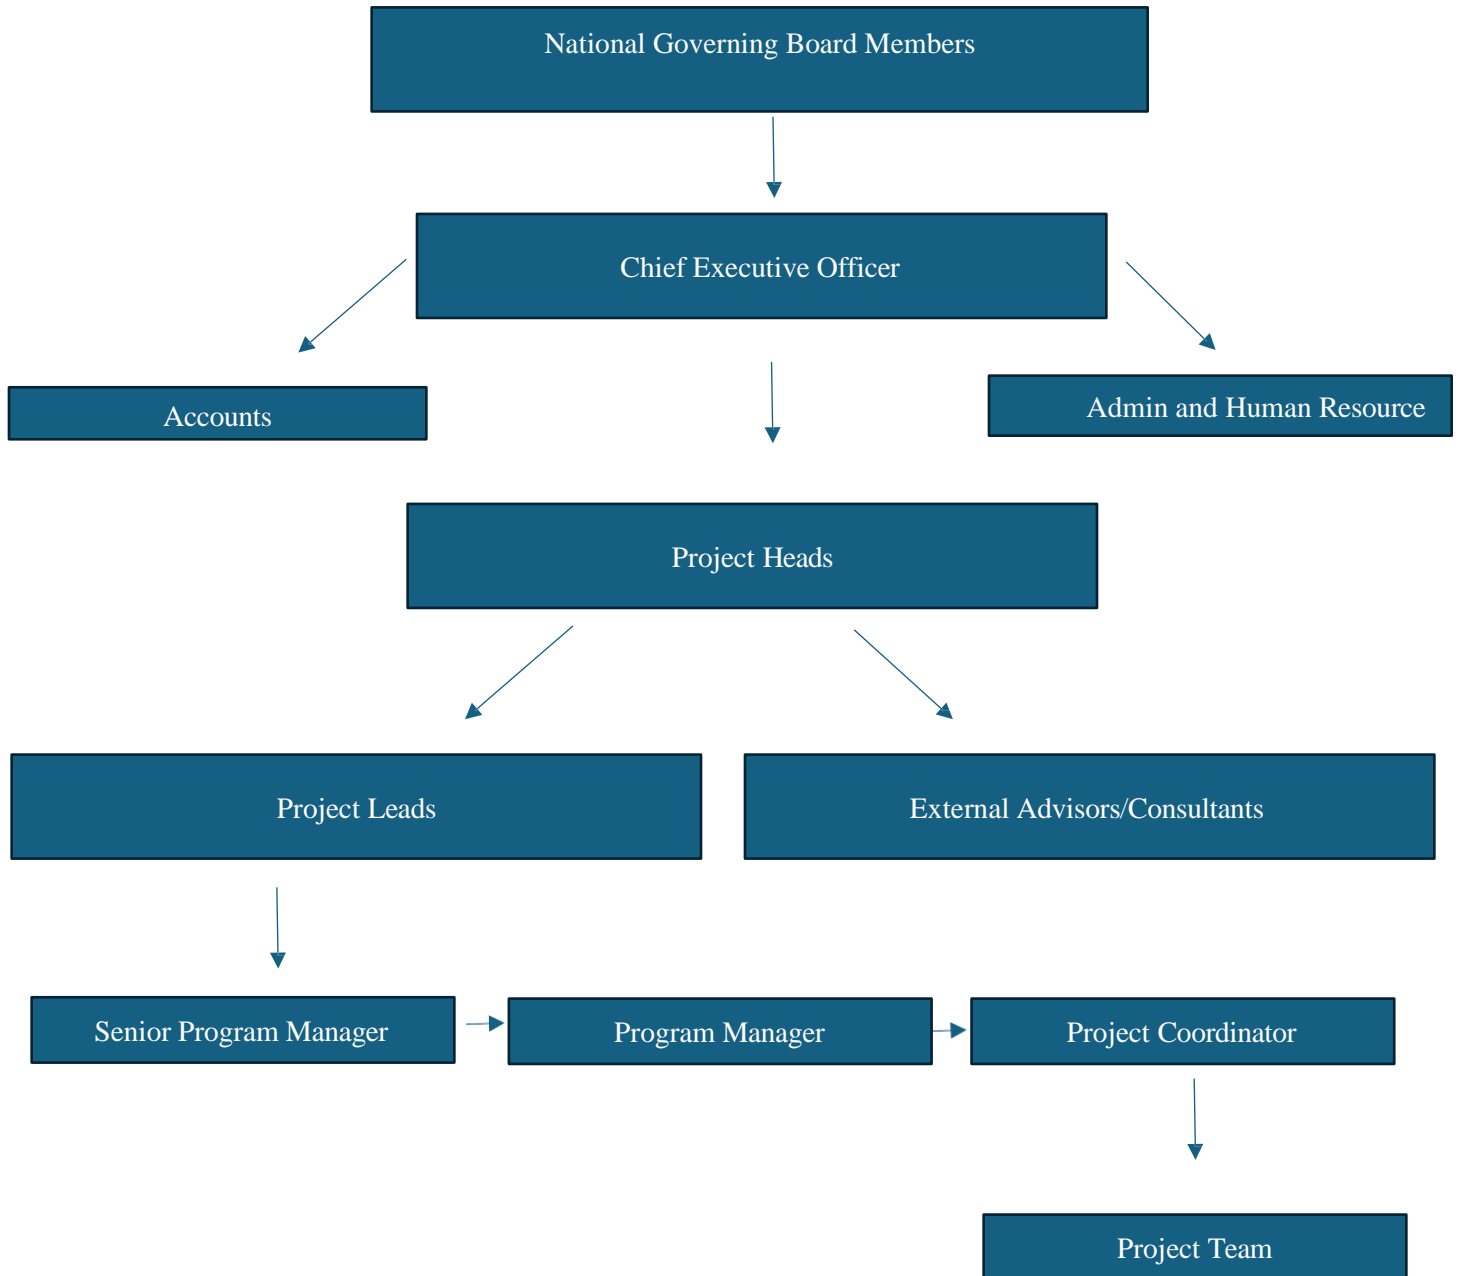 National Governing Board Members
Chief Executive Officer
Accounts
Admin and Human Resource
Project Heads
Project Leads
External Advisors/Consultants
Senior Program Manager
Program Manager
Project Coordinator
Project Team